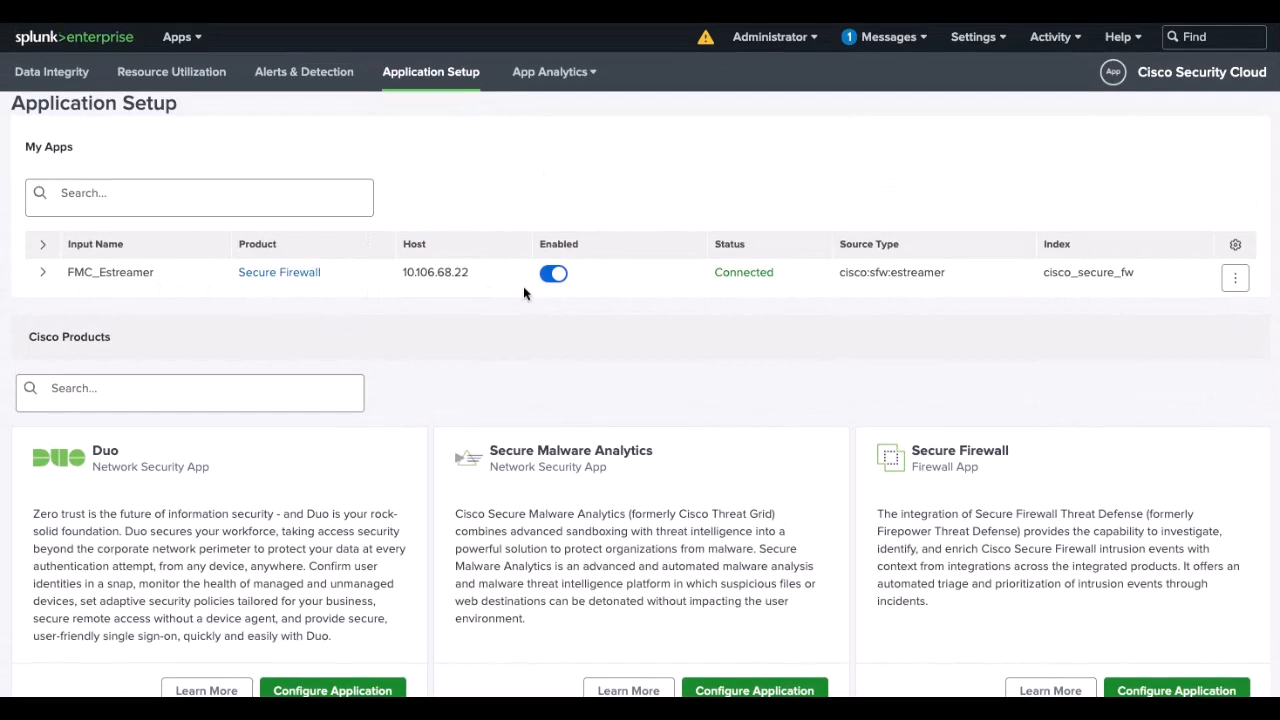 splunk>enterprise Apps Administrator 1 Messages Settings Activity Help Find
Data Integrity Resource Utilization Alerts & Detection Application Setup App Analytics App Cisco Security Cloud
Application Setup
My Apps
Search...
Input Name Product Host Enabled Status Source Type Index
FMC_Estreamer Secure Firewall 10.106.68.22 Connected cisco:sfw:estreamer cisco_secure_fw
Cisco Products
Search...
Duo
Network Security App
Zero trust is the future of information security - and Duo is your rock-
solid foundation. Duo secures your workforce, taking access security
beyond the corporate network perimeter to protect your data at every
authentication attempt, from any device, anywhere. Confirm user
identities in a snap, monitor the health of managed and unmanaged
devices, set adaptive security policies tailored for your business,
secure remote access without a device agent, and provide secure,
user-friendly single sign-on, quickly and easily with Duo.
Learn More Configure Application
Secure Malware Analytics
Network Security App
Cisco Secure Malware Analytics (formerly Cisco Threat Grid)
combines advanced sandboxing with threat intelligence into a
powerful solution to protect organizations from malware. Secure
Malware Analytics is an advanced and automated malware analysis
and malware threat intelligence platform in which suspicious files or
web destinations can be detonated without impacting the user
environment.
Learn More Configure Application
Secure Firewall
Firewall App
The integration of Secure Firewall Threat Defense (formerly
Firepower Threat Defense) provides the capability to investigate,
identify, and enrich Cisco Secure Firewall intrusion events with
context from integrations across the integrated products. It offers an
automated triage and prioritization of intrusion events through
incidents.
Learn More Configure Application